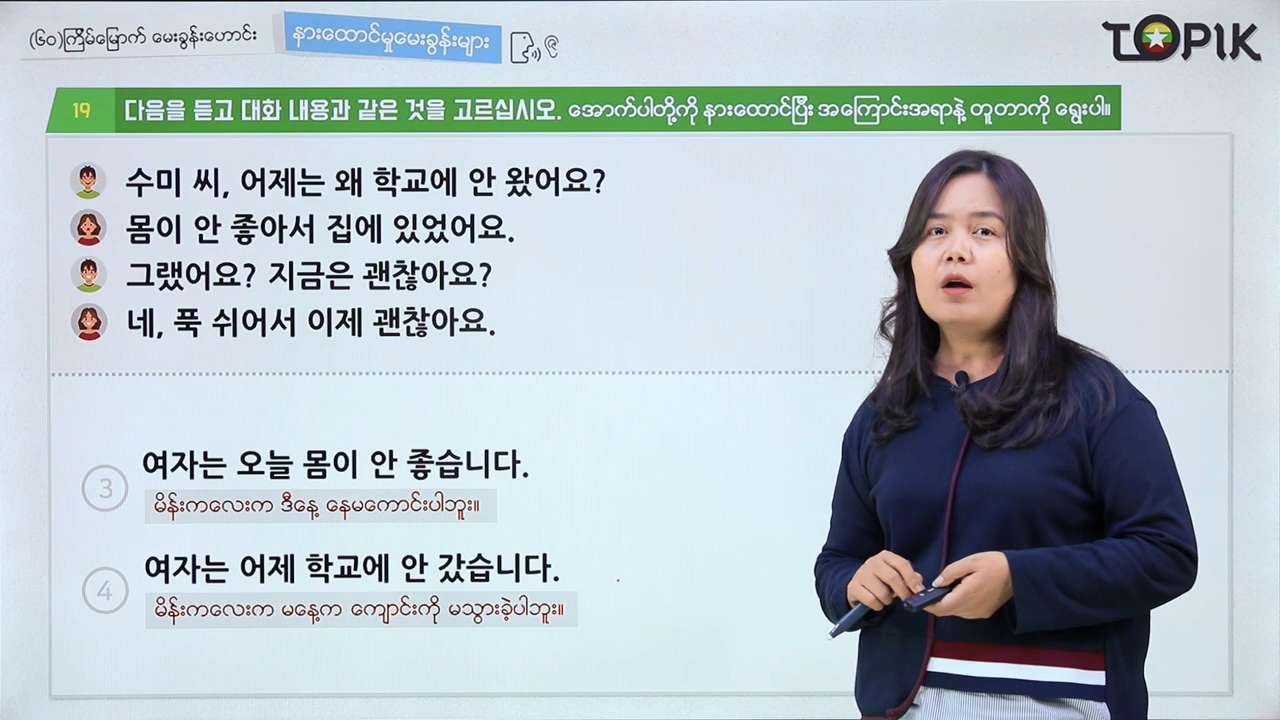 (၆၀)ကြိမ်မြောက် မေးခွန်းဟောင်း
နားထောင်မှုမေးခွန်းများ
TOPIK
19 다음을 듣고 대화 내용과 같은 것을 고르십시오. အောက်ပါတို့ကို နားထောင်ပြီး အကြောင်းအရာနဲ့ တူတာကို ရွေးပါ။
수미 씨, 어제는 왜 학교에 안 왔어요?
몸이 안 좋아서 집에 있었어요.
그랬어요? 지금은 괜찮아요?
네, 푹 쉬어서 이제 괜찮아요.
3 여자는 오늘 몸이 안 좋습니다.
မိန်းကလေးက ဒီနေ့ နေမကောင်းပါဘူး။
4 여자는 어제 학교에 안 갔습니다.
မိန်းကလေးက မနေ့က ကျောင်းကို မသွားခဲ့ပါဘူး။